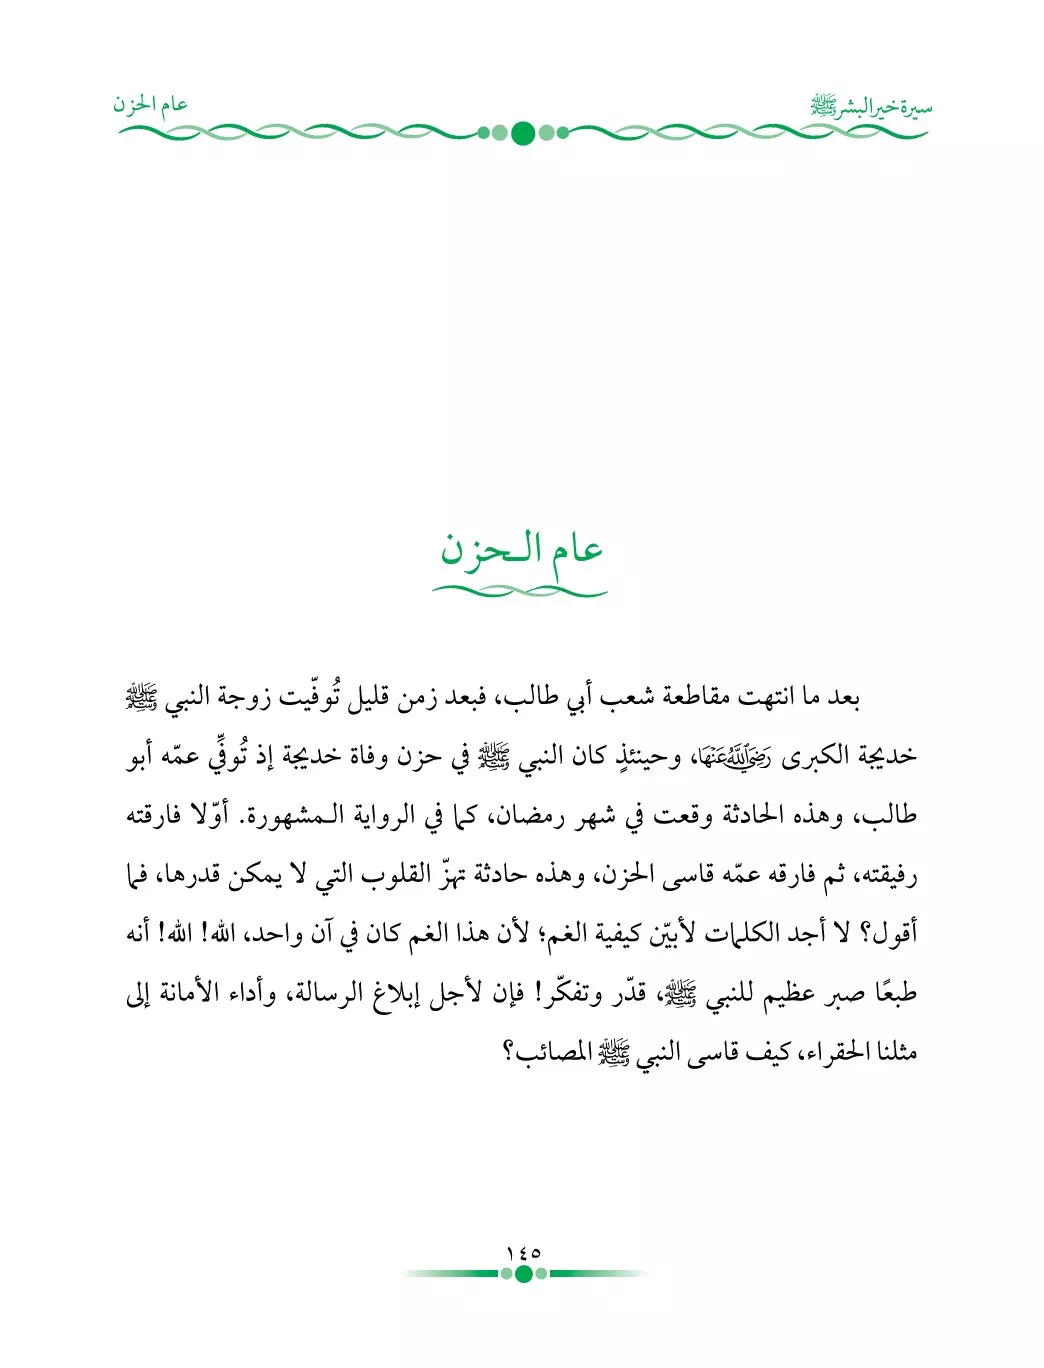 سيرة خير البشر ﷺ
عام الحزن
عام الـحزن
بعد ما انتهت مقاطعة شعب أبي طالب، فبعد زمن قليل تُوفّيت زوجة النبي ﷺ
خديجة الكبرى رَضِيَ اللَّهُ عَنْهَا، وحينئذٍ كان النبي ﷺ في حزن وفاة خديجة إذ تُوفِّي عمّه أبو
طالب، وهذه الحادثة وقعت في شهر رمضان، كما في الرواية الـمشهورة. أوّلا فارقته
رفيقته، ثم فارقه عمّه قاسى الحزن، وهذه حادثة تهزّ القلوب التي لا يمكن قدرها، فما
أقول؟ لا أجد الكلمات لأبيّن كيفية الغم؛ لأن هذا الغم كان في آن واحد، الله! الله! أنه
طبعًا صبر عظيم للنبي ﷺ، قدّر وتفكّر! فإن لأجل إبلاغ الرسالة، وأداء الأمانة إلى
مثلنا الحقراء، كيف قاسى النبي ﷺ المصائب؟
١٤٥